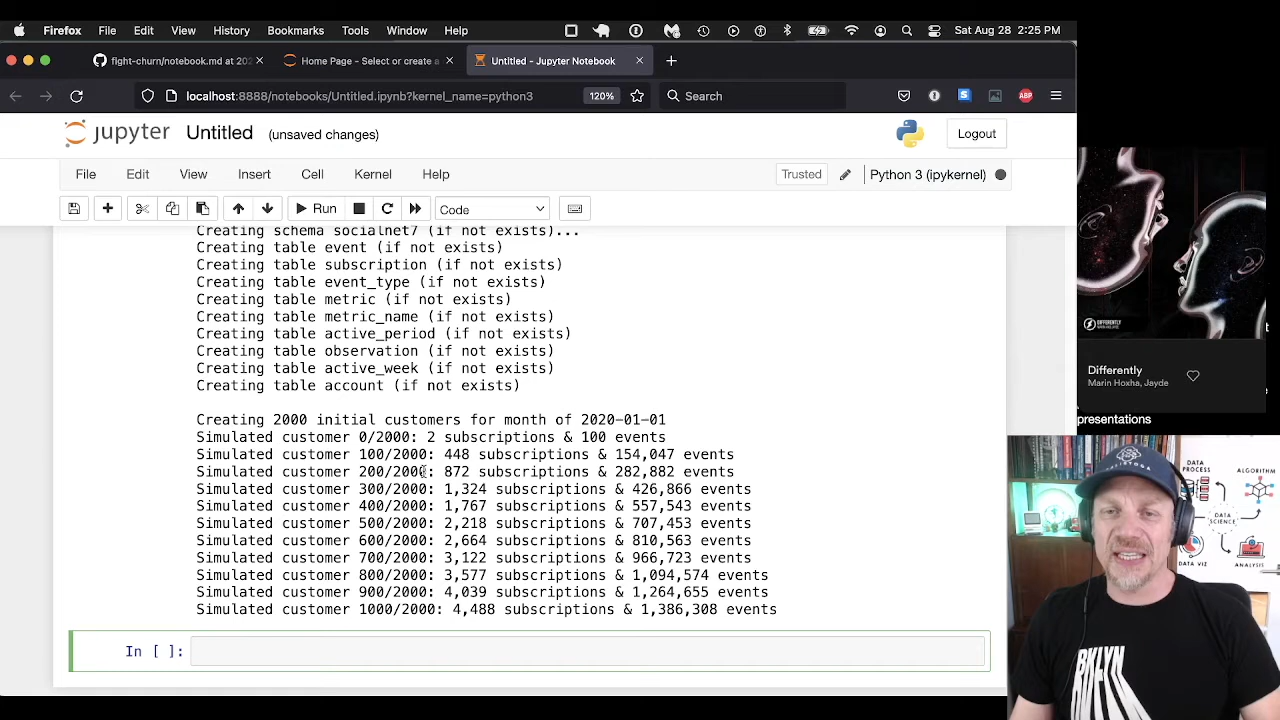 Firefox File Edit View History Bookmarks Tools Window Help Sat Aug 28 2:25 PM
fight-churn/notebook.md at 202 Home Page - Select or create a Untitled - Jupyter Notebook
localhost:8888/notebooks/Untitled.ipynb?kernel_name=python3 120% Search ABP
jupyter Untitled (unsaved changes) Logout
File Edit View Insert Cell Kernel Help Trusted Python 3 (ipykernel)
Run Code
Creating schema socialnet7 (if not exists)...
Creating table event (if not exists)
Creating table subscription (if not exists)
Creating table event_type (if not exists)
Creating table metric (if not exists)
Creating table metric_name (if not exists)
Creating table active_period (if not exists)
Creating table observation (if not exists)
Creating table active_week (if not exists)
Creating table account (if not exists)
Creating 2000 initial customers for month of 2020-01-01
Simulated customer 0/2000: 2 subscriptions & 100 events
Simulated customer 100/2000: 448 subscriptions & 154,047 events
Simulated customer 200/2000: 872 subscriptions & 282,882 events
Simulated customer 300/2000: 1,324 subscriptions & 426,866 events
Simulated customer 400/2000: 1,767 subscriptions & 557,543 events
Simulated customer 500/2000: 2,218 subscriptions & 707,453 events
Simulated customer 600/2000: 2,664 subscriptions & 810,563 events
Simulated customer 700/2000: 3,122 subscriptions & 966,723 events
Simulated customer 800/2000: 3,577 subscriptions & 1,094,574 events
Simulated customer 900/2000: 4,039 subscriptions & 1,264,655 events
Simulated customer 1000/2000: 4,488 subscriptions & 1,386,308 events
In [ ]:
DIFFERENTLY
Differently
Marin Hoxha, Jayde
presentations
DATA
PROCESS
ALGORITHM
DATA
SCIENCE
DATA VIZ
ANALYSIS
BKLYN